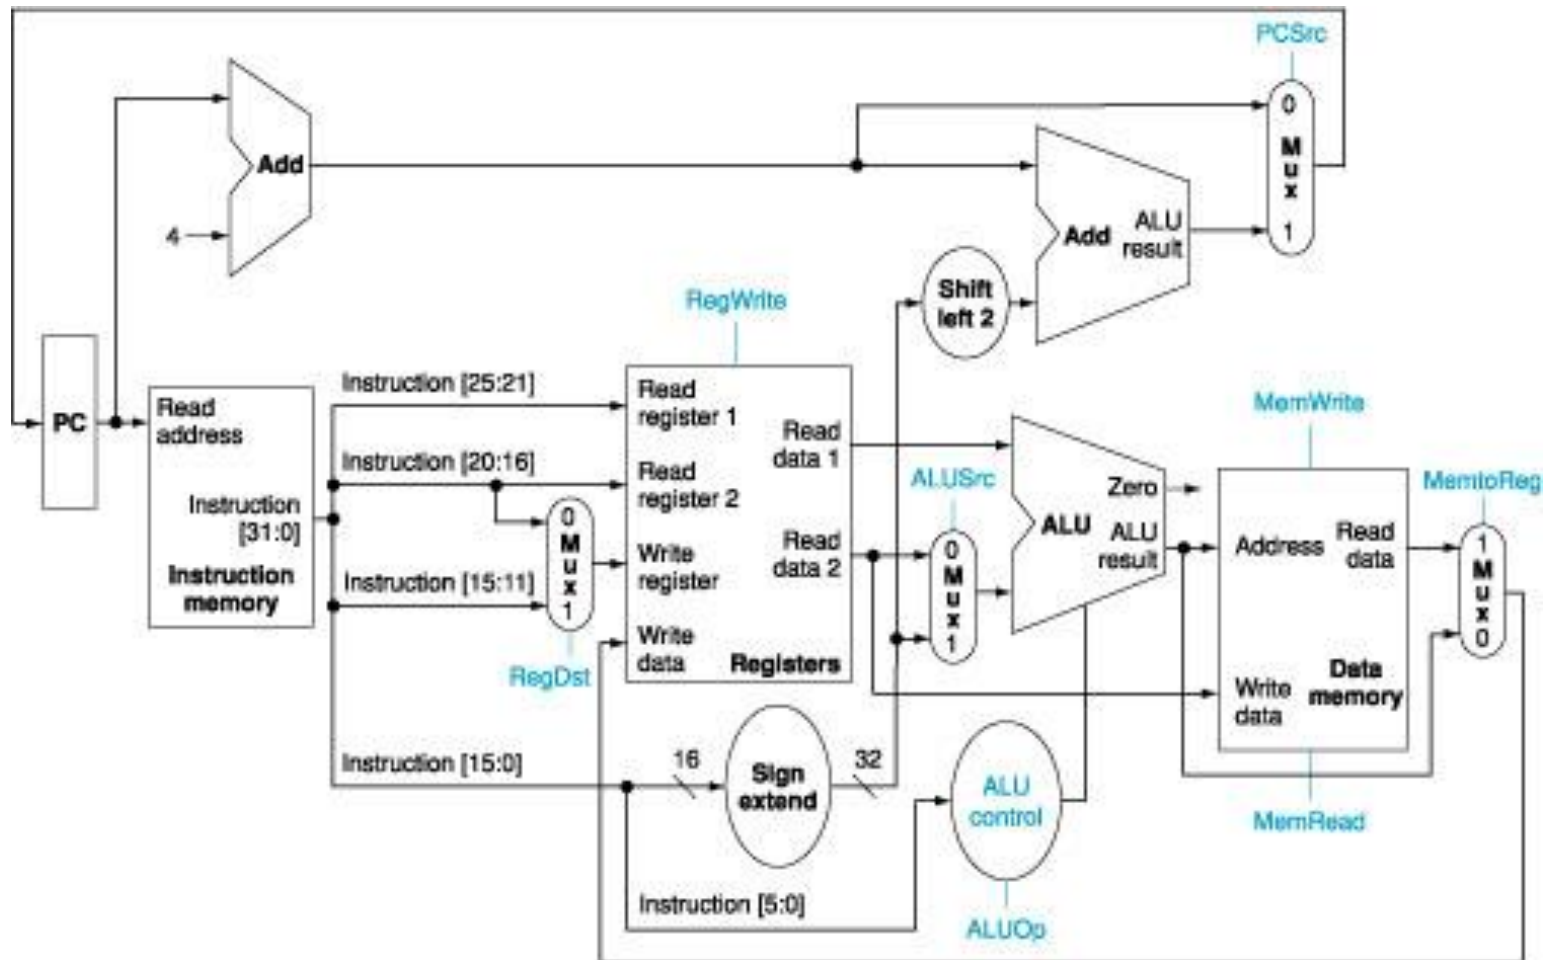 PCSrc
0
M
u
x
1
Add
4
Add
ALU
result
Shift
left 2
RegWrite
PC
Read
address
Instruction
[31:0]
Instruction
memory
Instruction [25:21]
Instruction [20:16]
Instruction [15:11]
0
M
u
x
1
RegDst
Read
register 1
Read
register 2
Write
register
Write
data
Read
data 1
Read
data 2
Registers
ALUSrc
0
M
u
x
1
Zero
ALU
ALU
result
MemWrite
Address
Read
data
Write
data
Data
memory
MemRead
MemtoReg
1
M
u
x
0
Instruction [15:0]
16
Sign
extend
32
ALU
control
Instruction [5:0]
ALUOp